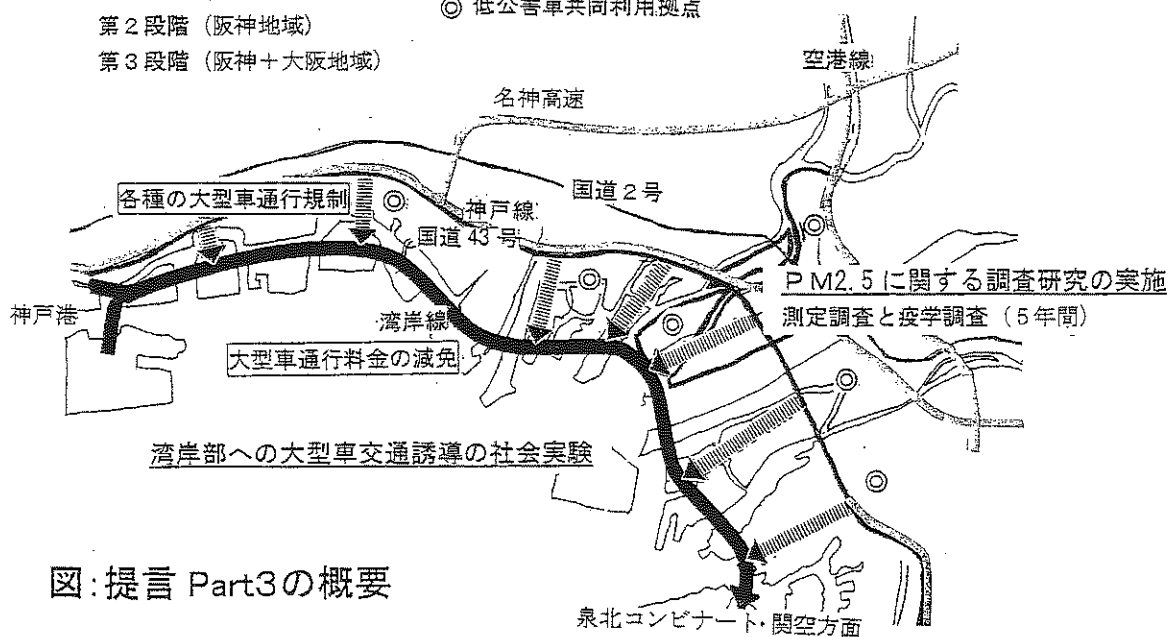 ◎ 低公害車共同利用拠点
第2段階（阪神地域）
第3段階（阪神＋大阪地域）
空港線
名神高速
国道2号
各種の大型車通行規制
神戸線
国道43号
PM2.5に関する調査研究の実施
測定調査と疫学調査（5年間）
神戸港
湾岸線
大型車通行料金の減免
湾岸部への大型車交通誘導の社会実験
図：提言 Part3の概要
泉北コンビナート・関空方面